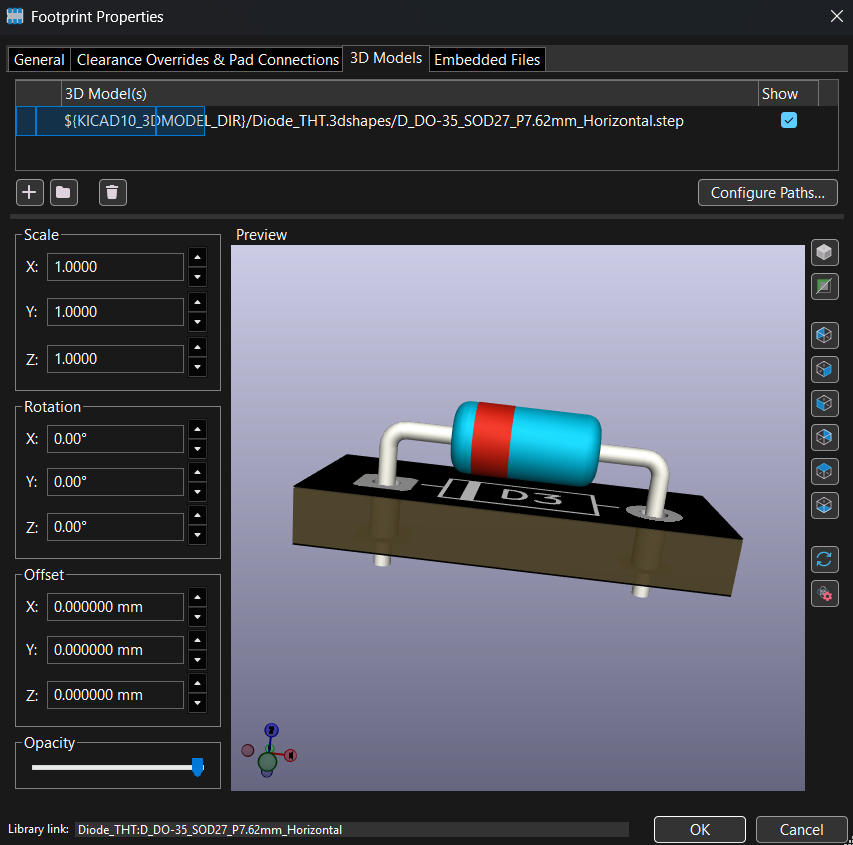 Footprint Properties
General Clearance Overrides & Pad Connections 3D Models Embedded Files
3D Model(s) Show
${KICAD10_3DMODEL_DIR}/Diode_THT.3dshapes/D_DO-35_SOD27_P7.62mm_Horizontal.step
Configure Paths...
Scale
X: 1.0000
Y: 1.0000
Z: 1.0000
Rotation
X: 0.00°
Y: 0.00°
Z: 0.00°
Offset
X: 0.000000 mm
Y: 0.000000 mm
Z: 0.000000 mm
Opacity
Preview
D3
Library link: Diode_THT:D_DO-35_SOD27_P7.62mm_Horizontal
OK Cancel